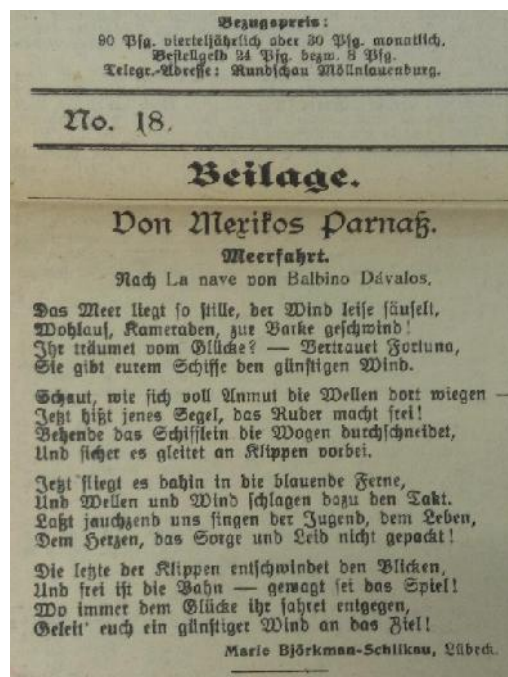 Bezugspreis:
90 Pfg. vierteljährlich oder 30 Pfg. monatlich.
Bestellgeld 24 Pfg. bezw. 8 Pfg.
Telegr.-Adresse: Rundschau Möllnlauenburg.
No. 18.
Beilage.
Von Mexikos Parnaß.
Meerfahrt.
Nach La nave von Balbino Dávalos.
Das Meer liegt so stille, der Wind leise säuselt,
Wohlauf, Kameraden, zur Barke geschwind!
Ihr träumet vom Glücke? — Vertrauet Fortuna,
Sie gibt eurem Schiffe den günstigen Wind.
Schaut, wie sich voll Anmut die Wellen dort wiegen —
Jetzt hißt jenes Segel, das Ruder macht frei!
Behende das Schifflein die Wogen durchschneidet,
Und sicher es gleitet an Klippen vorbei.
Jetzt fliegt es dahin in die blauende Ferne,
Und Wellen und Wind schlagen dazu den Takt.
Laßt jauchzend uns singen der Jugend, dem Leben,
Dem Herzen, das Sorge und Leid nicht gepackt!
Die letzte der Klippen entschwindet den Blicken,
Und frei ist die Bahn — gewagt sei das Spiel!
Wo immer dem Glücke ihr fahret entgegen,
Geleit' euch ein günstiger Wind an das Ziel!
Marie Björkman-Schlikau, Lübeck.